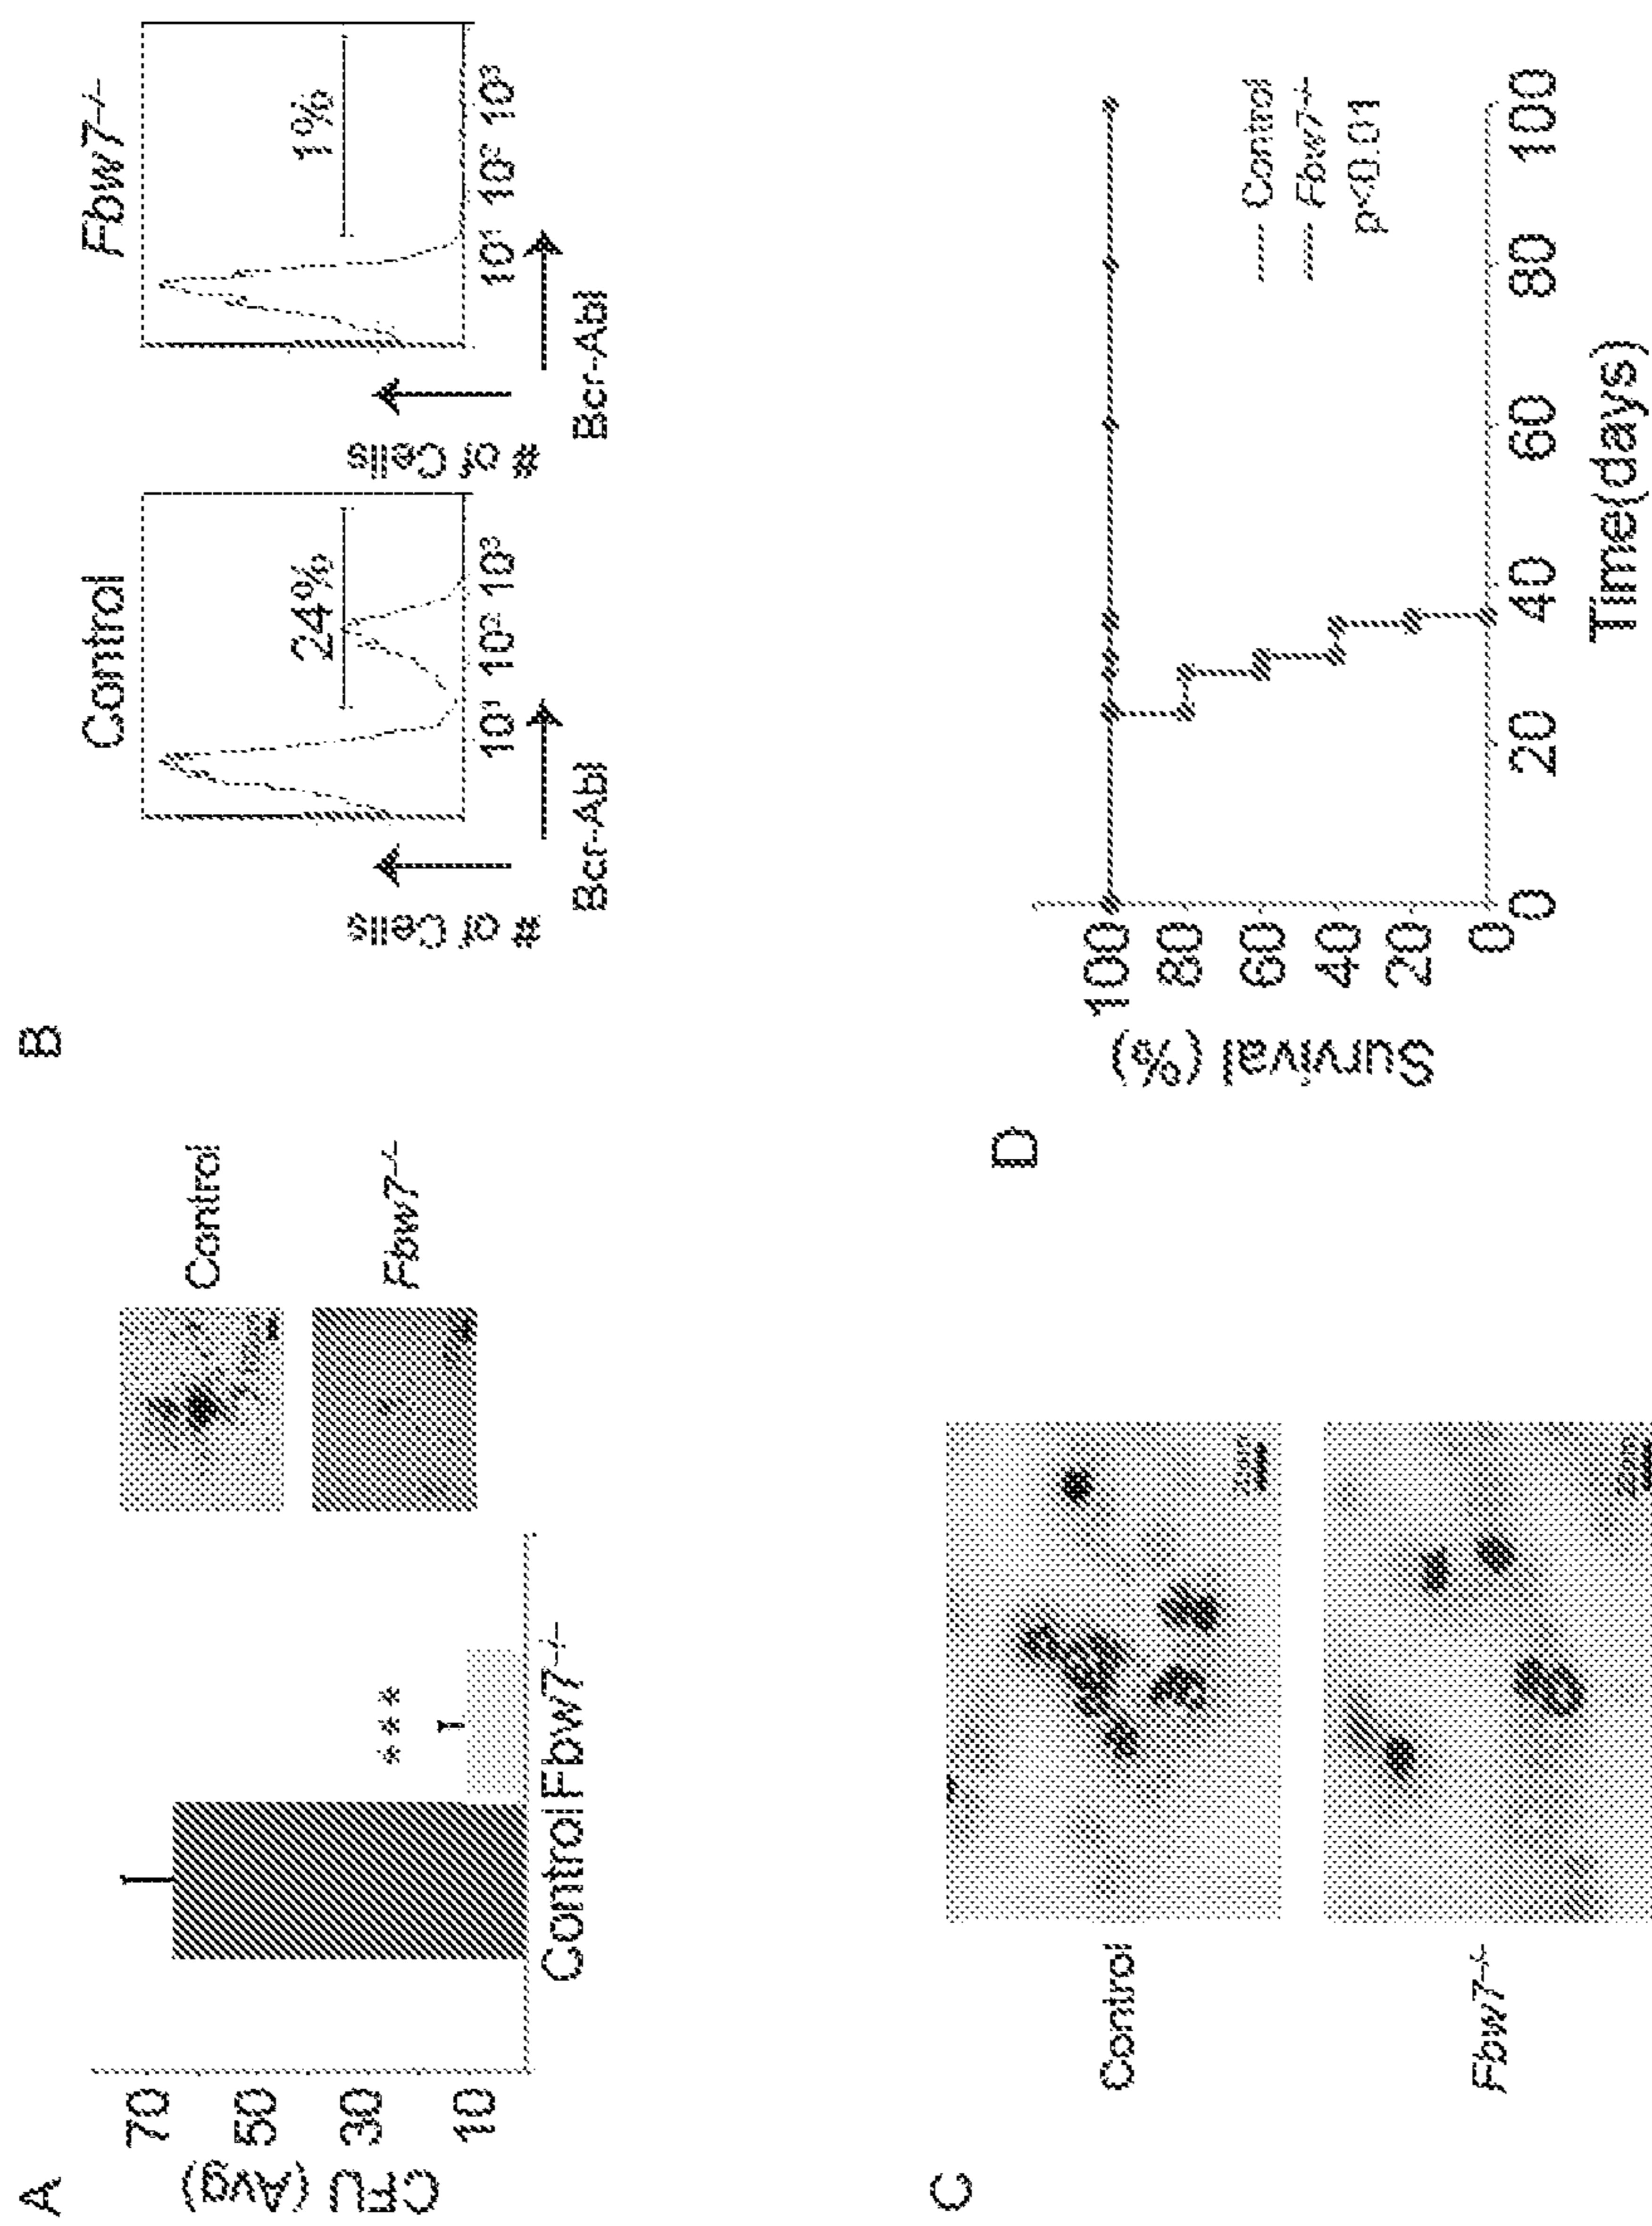 A
CFU (Avg)
70
50
30
10
Control Fbw7-/-
***
Control
Fbw7-/-
B
Control
24%
# of Cells
10¹ 10² 10³
Bcr-Abl
Fbw7-/-
1%
# of Cells
10¹ 10² 10³
Bcr-Abl
C
Control
Fbw7-/-
D
Survival (%)
100
80
60
40
20
0
0 20 40 60 80 100
Time(days)
Control
Fbw7-/-
p<0.01